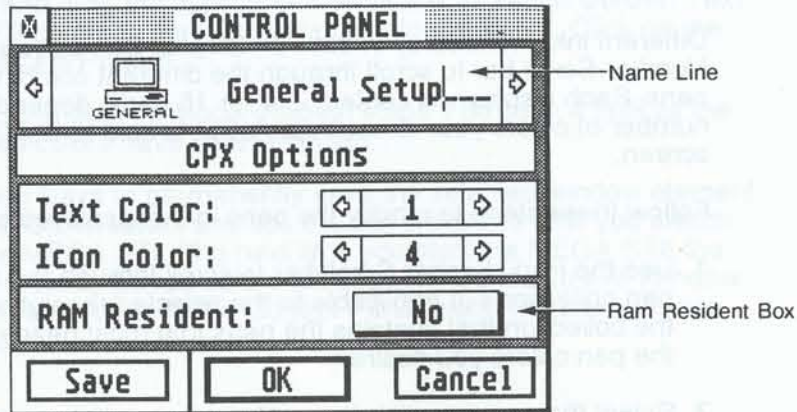 CONTROL PANEL
GENERAL
General Setup___
Name Line
CPX Options
Text Color: 1
Icon Color: 4
RAM Resident: NO
Ram Resident Box
Save OK Cancel